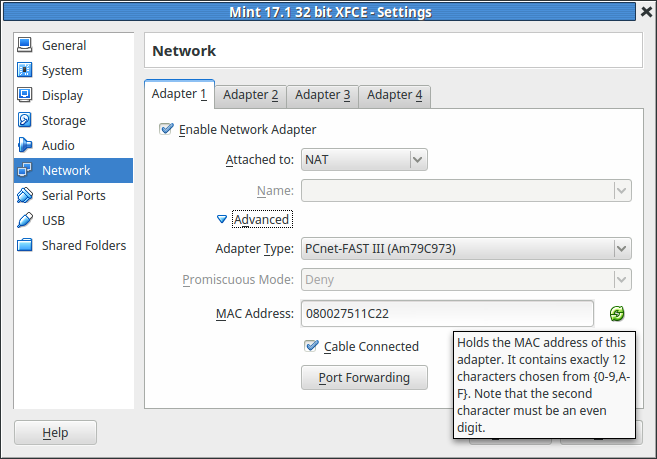 Mint 17.1 32 bit XFCE - Settings
General
System
Display
Storage
Audio
Network
Serial Ports
USB
Shared Folders
Network
Adapter 1 Adapter 2 Adapter 3 Adapter 4
Enable Network Adapter
Attached to: NAT
Name:
Advanced
Adapter Type: PCnet-FAST III (Am79C973)
Promiscuous Mode: Deny
MAC Address: 080027511C22
Cable Connected
Port Forwarding
Holds the MAC address of this
adapter. It contains exactly 12
characters chosen from {0-9,A-
F}. Note that the second
character must be an even
digit.
Help